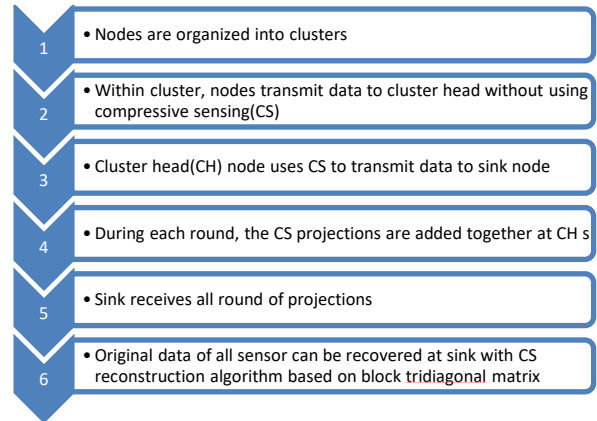 1
• Nodes are organized into clusters
2
• Within cluster, nodes transmit data to cluster head without using
compressive sensing(CS)
3
• Cluster head(CH) node uses CS to transmit data to sink node
4
• During each round, the CS projections are added together at CH s
5
• Sink receives all round of projections
6
• Original data of all sensor can be recovered at sink with CS
reconstruction algorithm based on block tridiagonal matrix